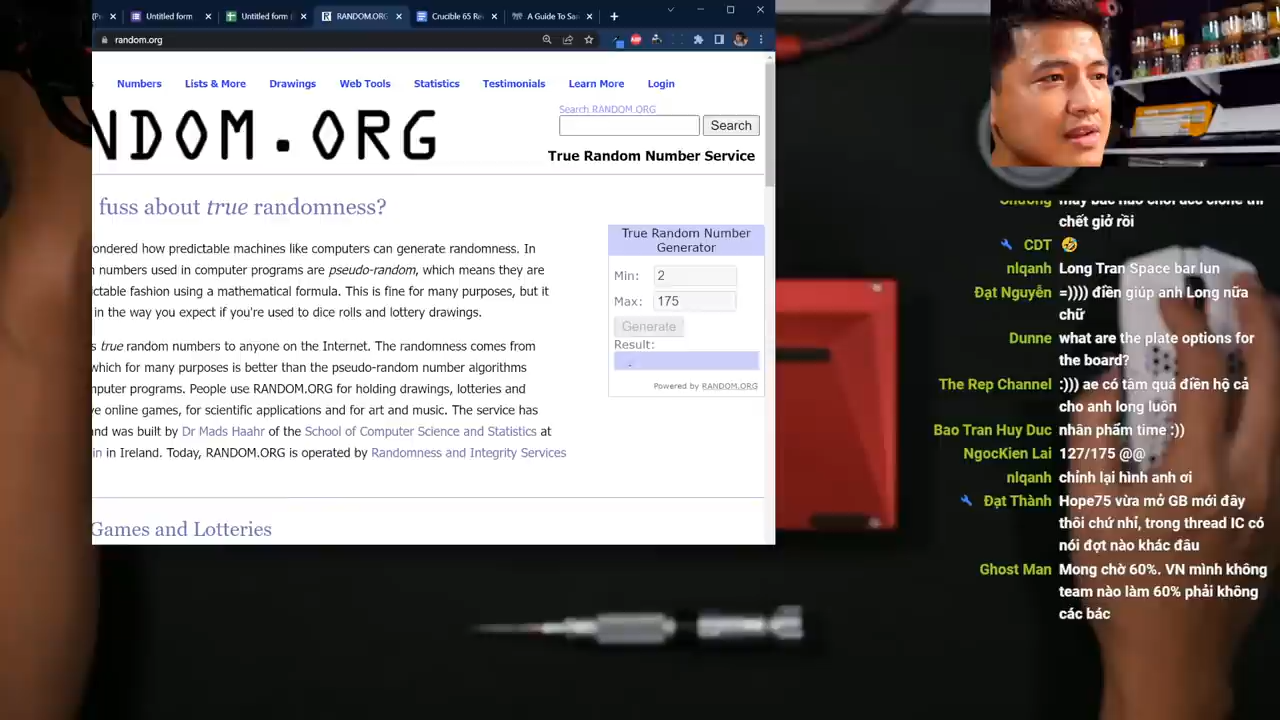 Untitled form
Untitled form
RANDOM.ORG
Crucible 65 Re
A Guide To Sa
random.org
Numbers
Lists & More
Drawings
Web Tools
Statistics
Testimonials
Learn More
Login
NDOM.ORG
Search RANDOM.ORG
Search
True Random Number Service
fuss about true randomness?
ondered how predictable machines like computers can generate randomness. In
numbers used in computer programs are pseudo-random, which means they are
ctable fashion using a mathematical formula. This is fine for many purposes, but it
in the way you expect if you're used to dice rolls and lottery drawings.
s true random numbers to anyone on the Internet. The randomness comes from
which for many purposes is better than the pseudo-random number algorithms
mputer programs. People use RANDOM.ORG for holding drawings, lotteries and
ve online games, for scientific applications and for art and music. The service has
and was built by Dr Mads Haahr of the School of Computer Science and Statistics at
in in Ireland. Today, RANDOM.ORG is operated by Randomness and Integrity Services
Games and Lotteries
True Random Number
Generator
Min: 2
Max: 175
Generate
Result:
Powered by RANDOM.ORG
chết giở rồi
CDT 🤣
nlqanh Long Tran Space bar lun
Đạt Nguyễn =)))) điền giúp anh Long nữa
chữ
Dunne what are the plate options for
the board?
The Rep Channel :))) ae có tâm quá điền hộ cả
cho anh long luôn
Bao Tran Huy Duc nhân phẩm time :))
NgocKien Lai 127/175 @@
nlqanh chỉnh lại hình anh ơi
Đạt Thành Hope75 vừa mở GB mới đây
thôi chứ nhỉ, trong thread IC có
nói đợt nào khác đâu
Ghost Man Mong chờ 60%. VN mình không
team nào làm 60% phải không
các bác